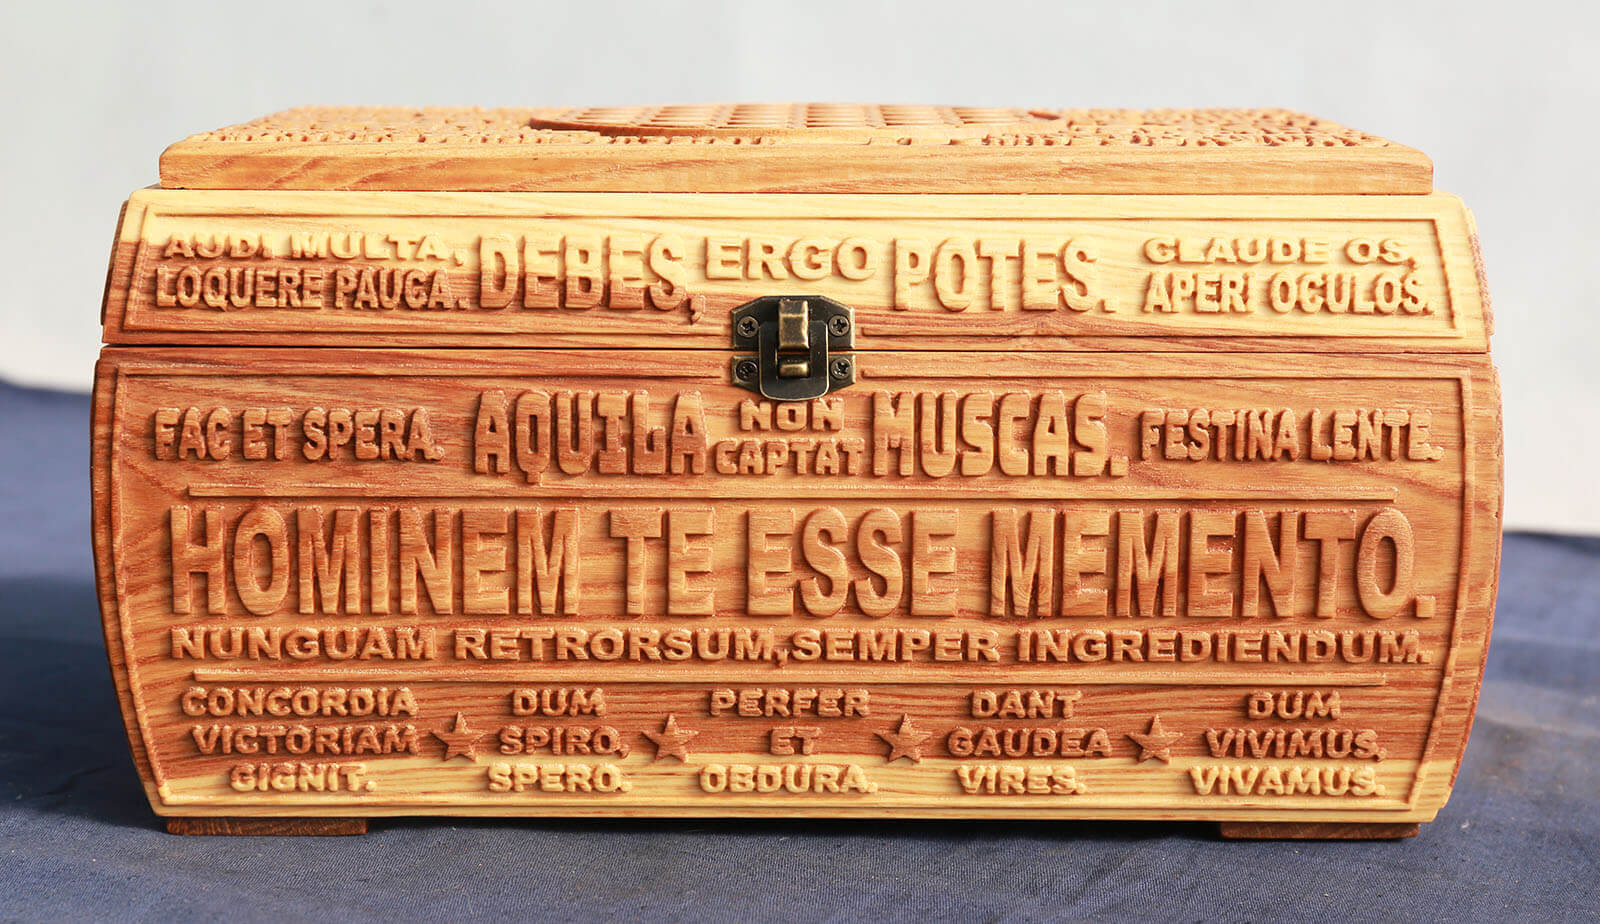 AUDI MULTA,
LOQUERE PAUCA.
DEBES, ERGO POTES.
CLAUDE OS,
APERI OCULOS.
FAC ET SPERA.
AQUILA NON CAPTAT MUSCAS.
FESTINA LENTE.
HOMINEM TE ESSE MEMENTO.
NUNGUAM RETRORSUM, SEMPER INGREDIENDUM.
CONCORDIA
VICTORIAM
GIGNIT.
DUM
SPIRO,
SPERO.
PERFER
ET
OBDURA.
DANT
GAUDEA
VIRES.
DUM
VIVIMUS,
VIVAMUS.